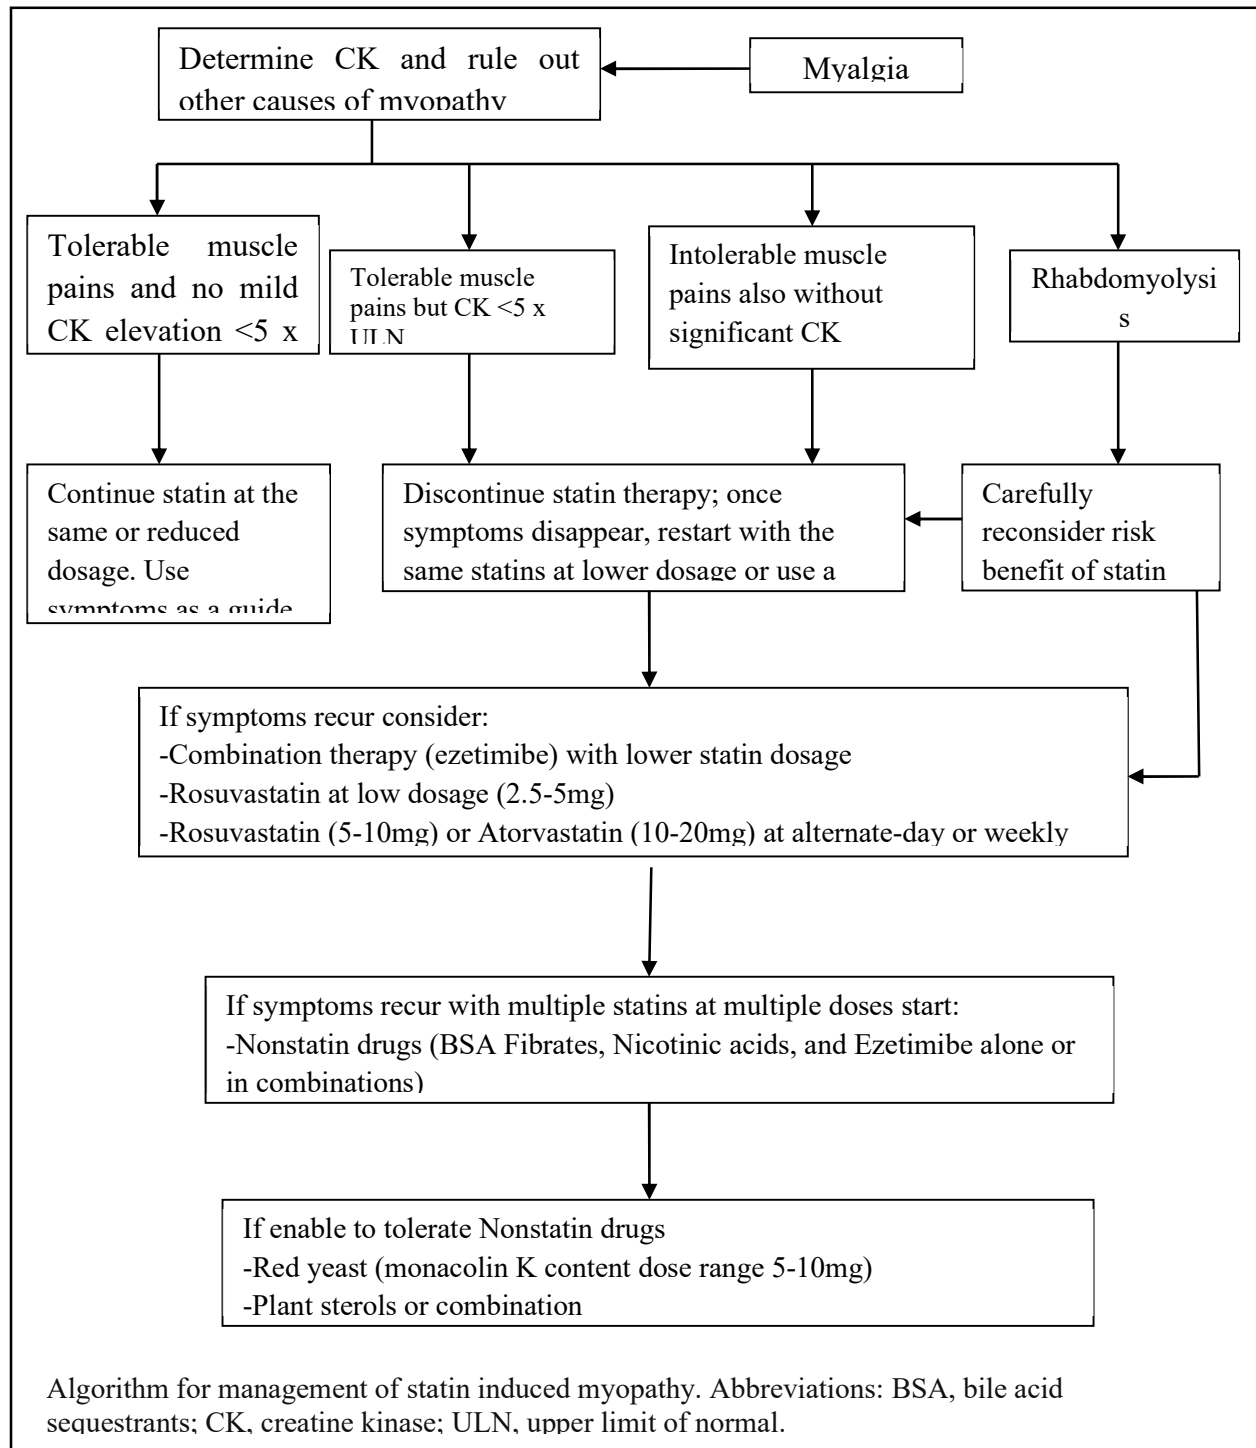 Determine CK and rule out
other causes of myopathy
Myalgia
Tolerable muscle
pains and no mild
CK elevation <5 x
Tolerable muscle
pains but CK <5 x
ULN
Intolerable muscle
pains also without
significant CK
Rhabdomyolysi
s
Continue statin at the
same or reduced
dosage. Use
symptoms as a guide
Discontinue statin therapy; once
symptoms disappear, restart with the
same statins at lower dosage or use a
Carefully
reconsider risk
benefit of statin
If symptoms recur consider:
-Combination therapy (ezetimibe) with lower statin dosage
-Rosuvastatin at low dosage (2.5-5mg)
-Rosuvastatin (5-10mg) or Atorvastatin (10-20mg) at alternate-day or weekly
If symptoms recur with multiple statins at multiple doses start:
-Nonstatin drugs (BSA Fibrates, Nicotinic acids, and Ezetimibe alone or
in combinations)
If enable to tolerate Nonstatin drugs
-Red yeast (monacolin K content dose range 5-10mg)
-Plant sterols or combination
Algorithm for management of statin induced myopathy. Abbreviations: BSA, bile acid
sequestrants; CK, creatine kinase; ULN, upper limit of normal.